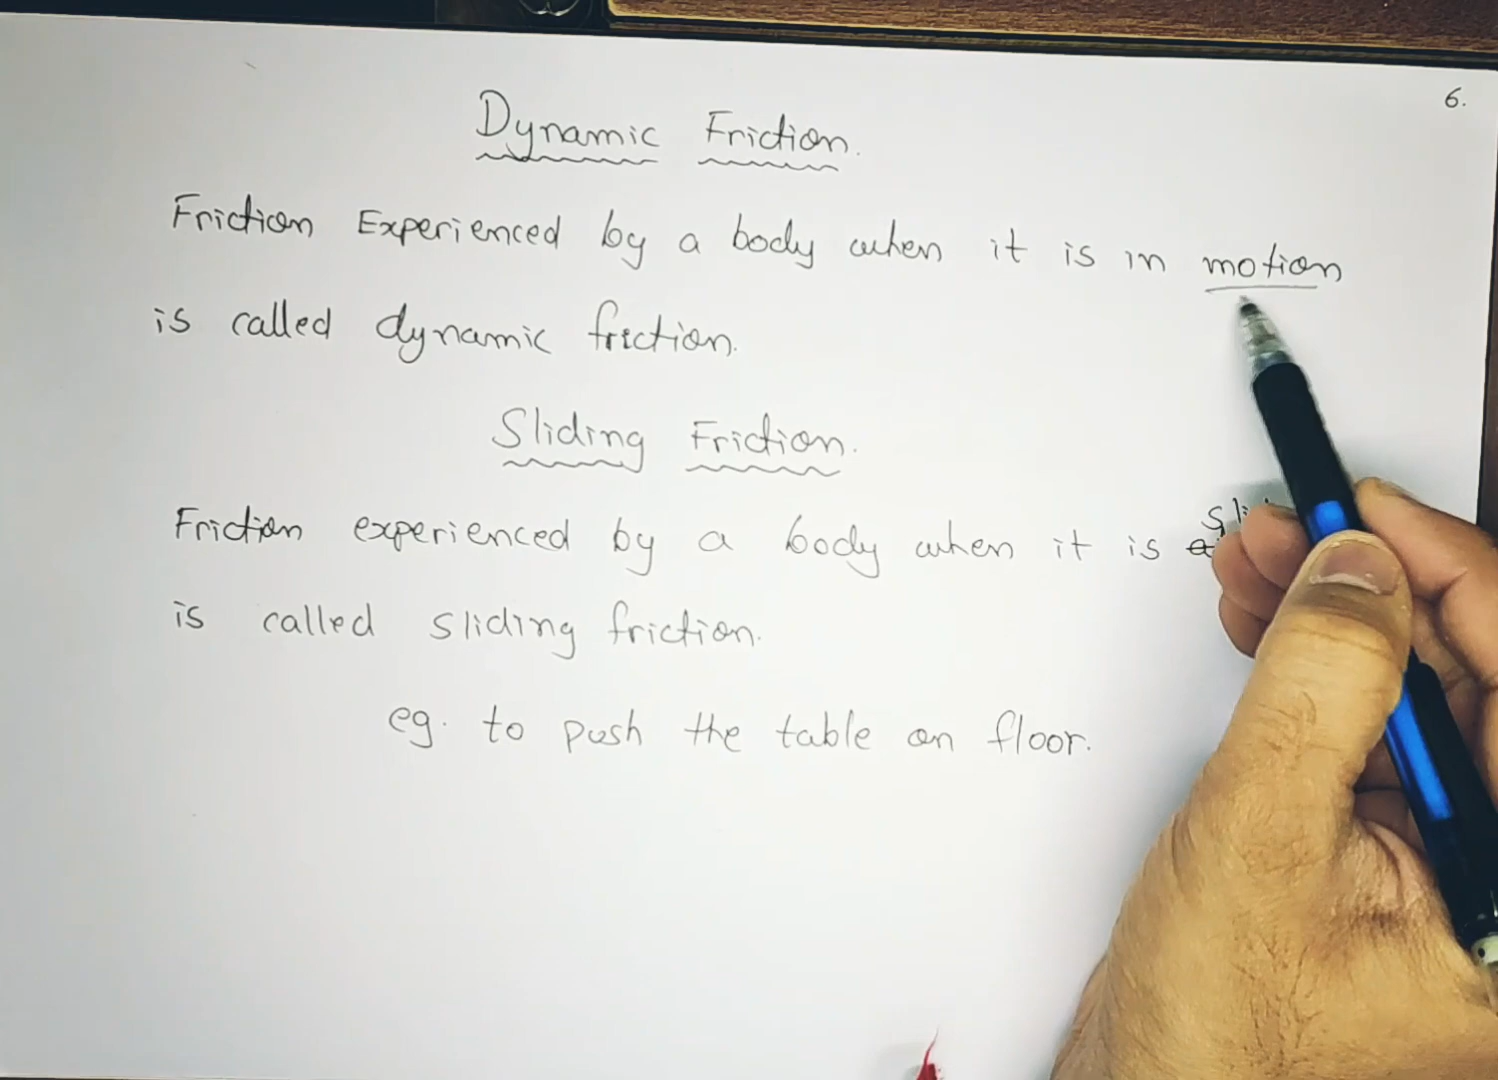 6.
Dynamic Friction.
Friction Experienced by a body when it is in motion
is called dynamic friction.
Sliding Friction.
Friction experienced by a body when it is
is called sliding friction.
eg. to push the table on floor.